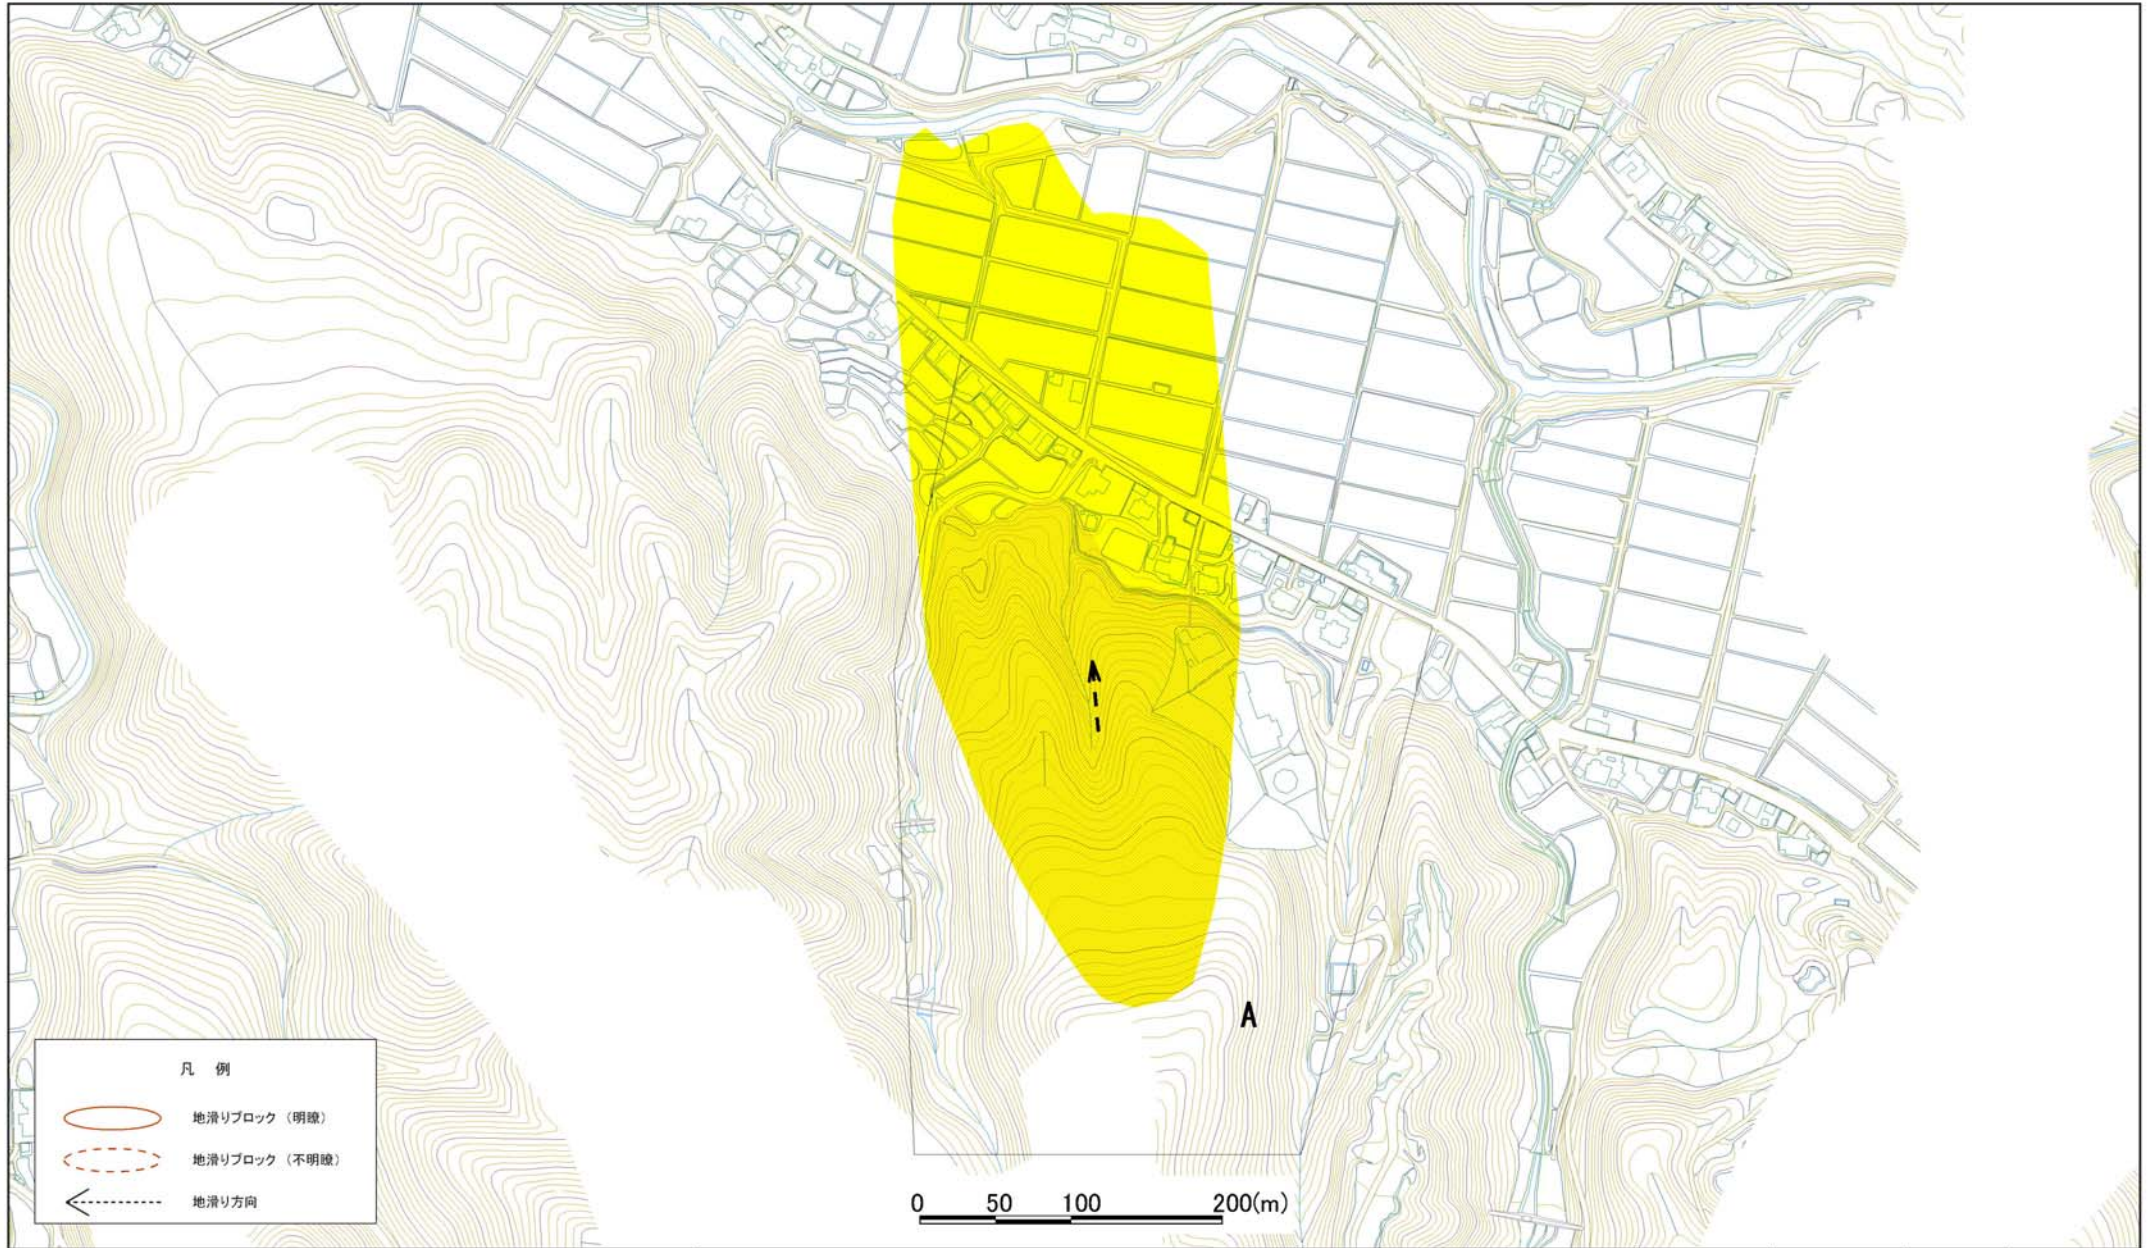 A
凡 例
地滑りブロック (明瞭)
地滑りブロック (不明瞭)
地滑り方向
0 50 100 200(m)